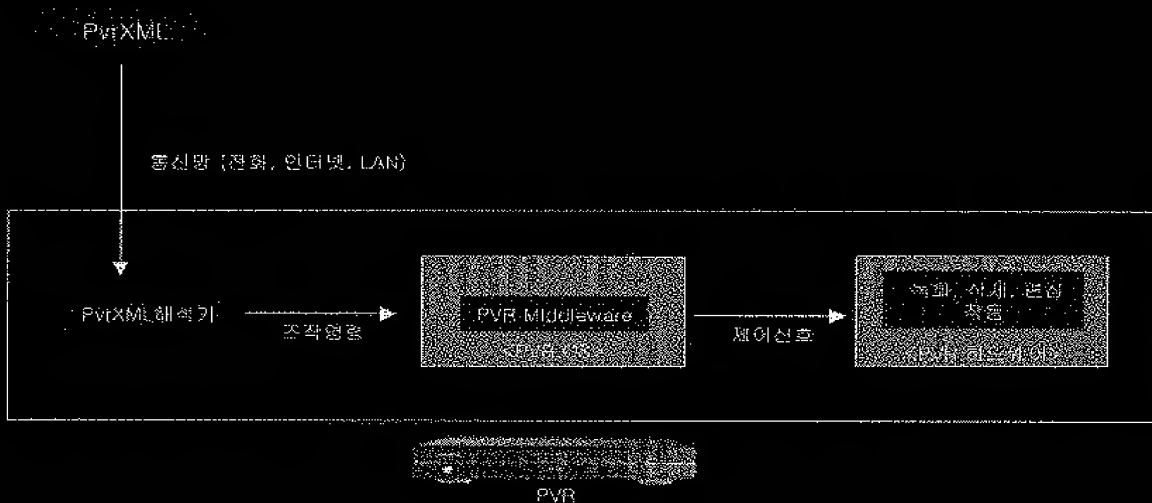 PvrXML
통신망 (전화, 인터넷, LAN)
PvrXML해석기
조작명령
PVR Middleware
<PVR OS>
제어신호
녹화, 삭제, 편집
작동
<PVR 하드웨어>
PVR